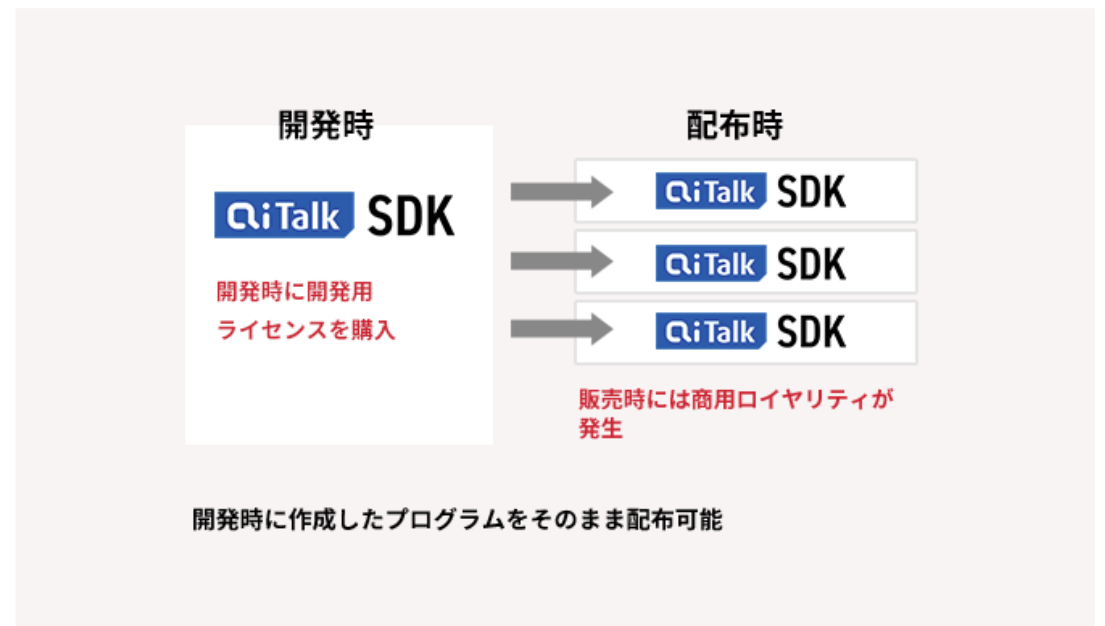 開発時
配布時
QiTalk SDK
開発時に開発用
ライセンスを購入
QiTalk SDK
QiTalk SDK
QiTalk SDK
販売時には商用ロイヤリティが
発生
開発時に作成したプログラムをそのまま配布可能